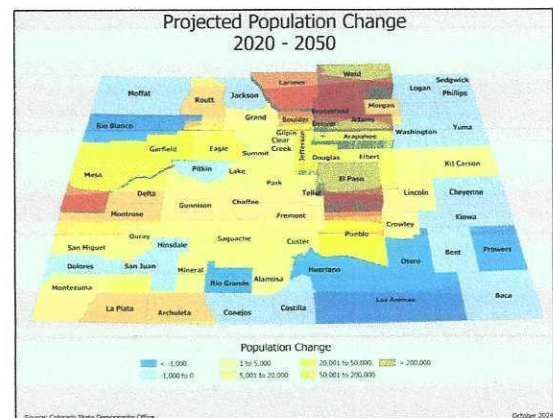 Projected Population Change
2020 - 2050
Moffat
Routt
Jackson
Larimer
Weld
Logan
Sedgwick
Phillips
Morgan
Rio Blanco
Grand
Boulder
Broomfield
Adams
Denver
Washington
Yuma
Garfield
Eagle
Summit
Gilpin
Clear
Creek
Jefferson
Arapahoe
Mesa
Pitkin
Lake
Park
Douglas
Elbert
Kit Carson
Delta
Gunnison
Chaffee
Teller
El Paso
Lincoln
Cheyenne
Montrose
Fremont
Kiowa
Ouray
San Miguel
Hinsdale
Saguache
Custer
Pueblo
Crowley
Dolores
San Juan
Mineral
Rio Grande
Alamosa
Huerfano
Otero
Bent
Prowers
Montezuma
La Plata
Archuleta
Conejos
Costilla
Las Animas
Baca
Population Change
< -1,000
-1,000 to 0
1 to 5,000
5,001 to 20,000
20,001 to 50,000
50,001 to 200,000
> 200,000
Source: Colorado State Demography Office
October 2024